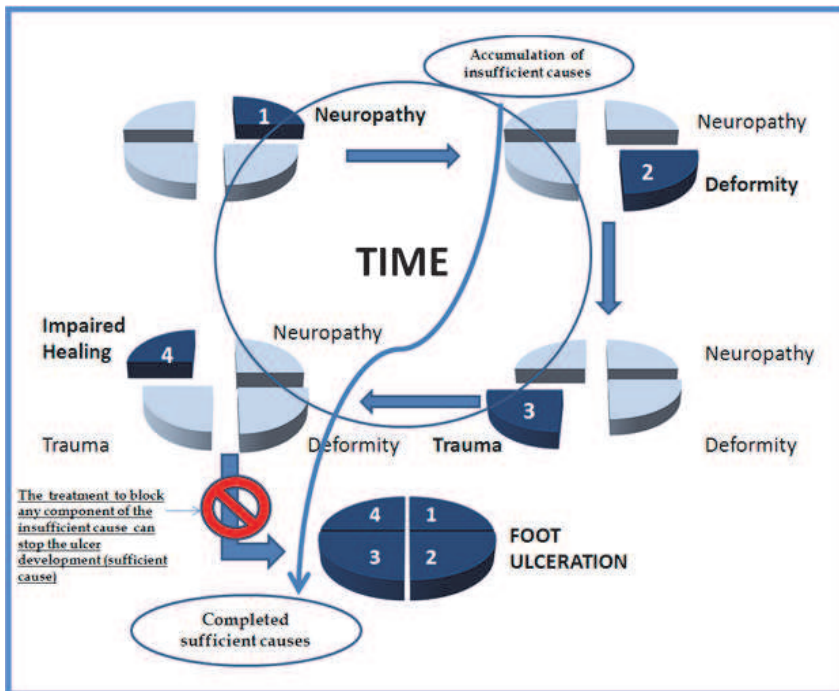 Accumulation of
insufficient causes
1
Neuropathy
Neuropathy
2
Deformity
TIME
Impaired
Healing
4
Neuropathy
Trauma
Deformity
3
Trauma
Neuropathy
Deformity
The treatment to block
any component of the
insufficient cause can
stop the ulcer
development (sufficient
cause)
4
1
3
2
FOOT
ULCERATION
Completed
sufficient causes